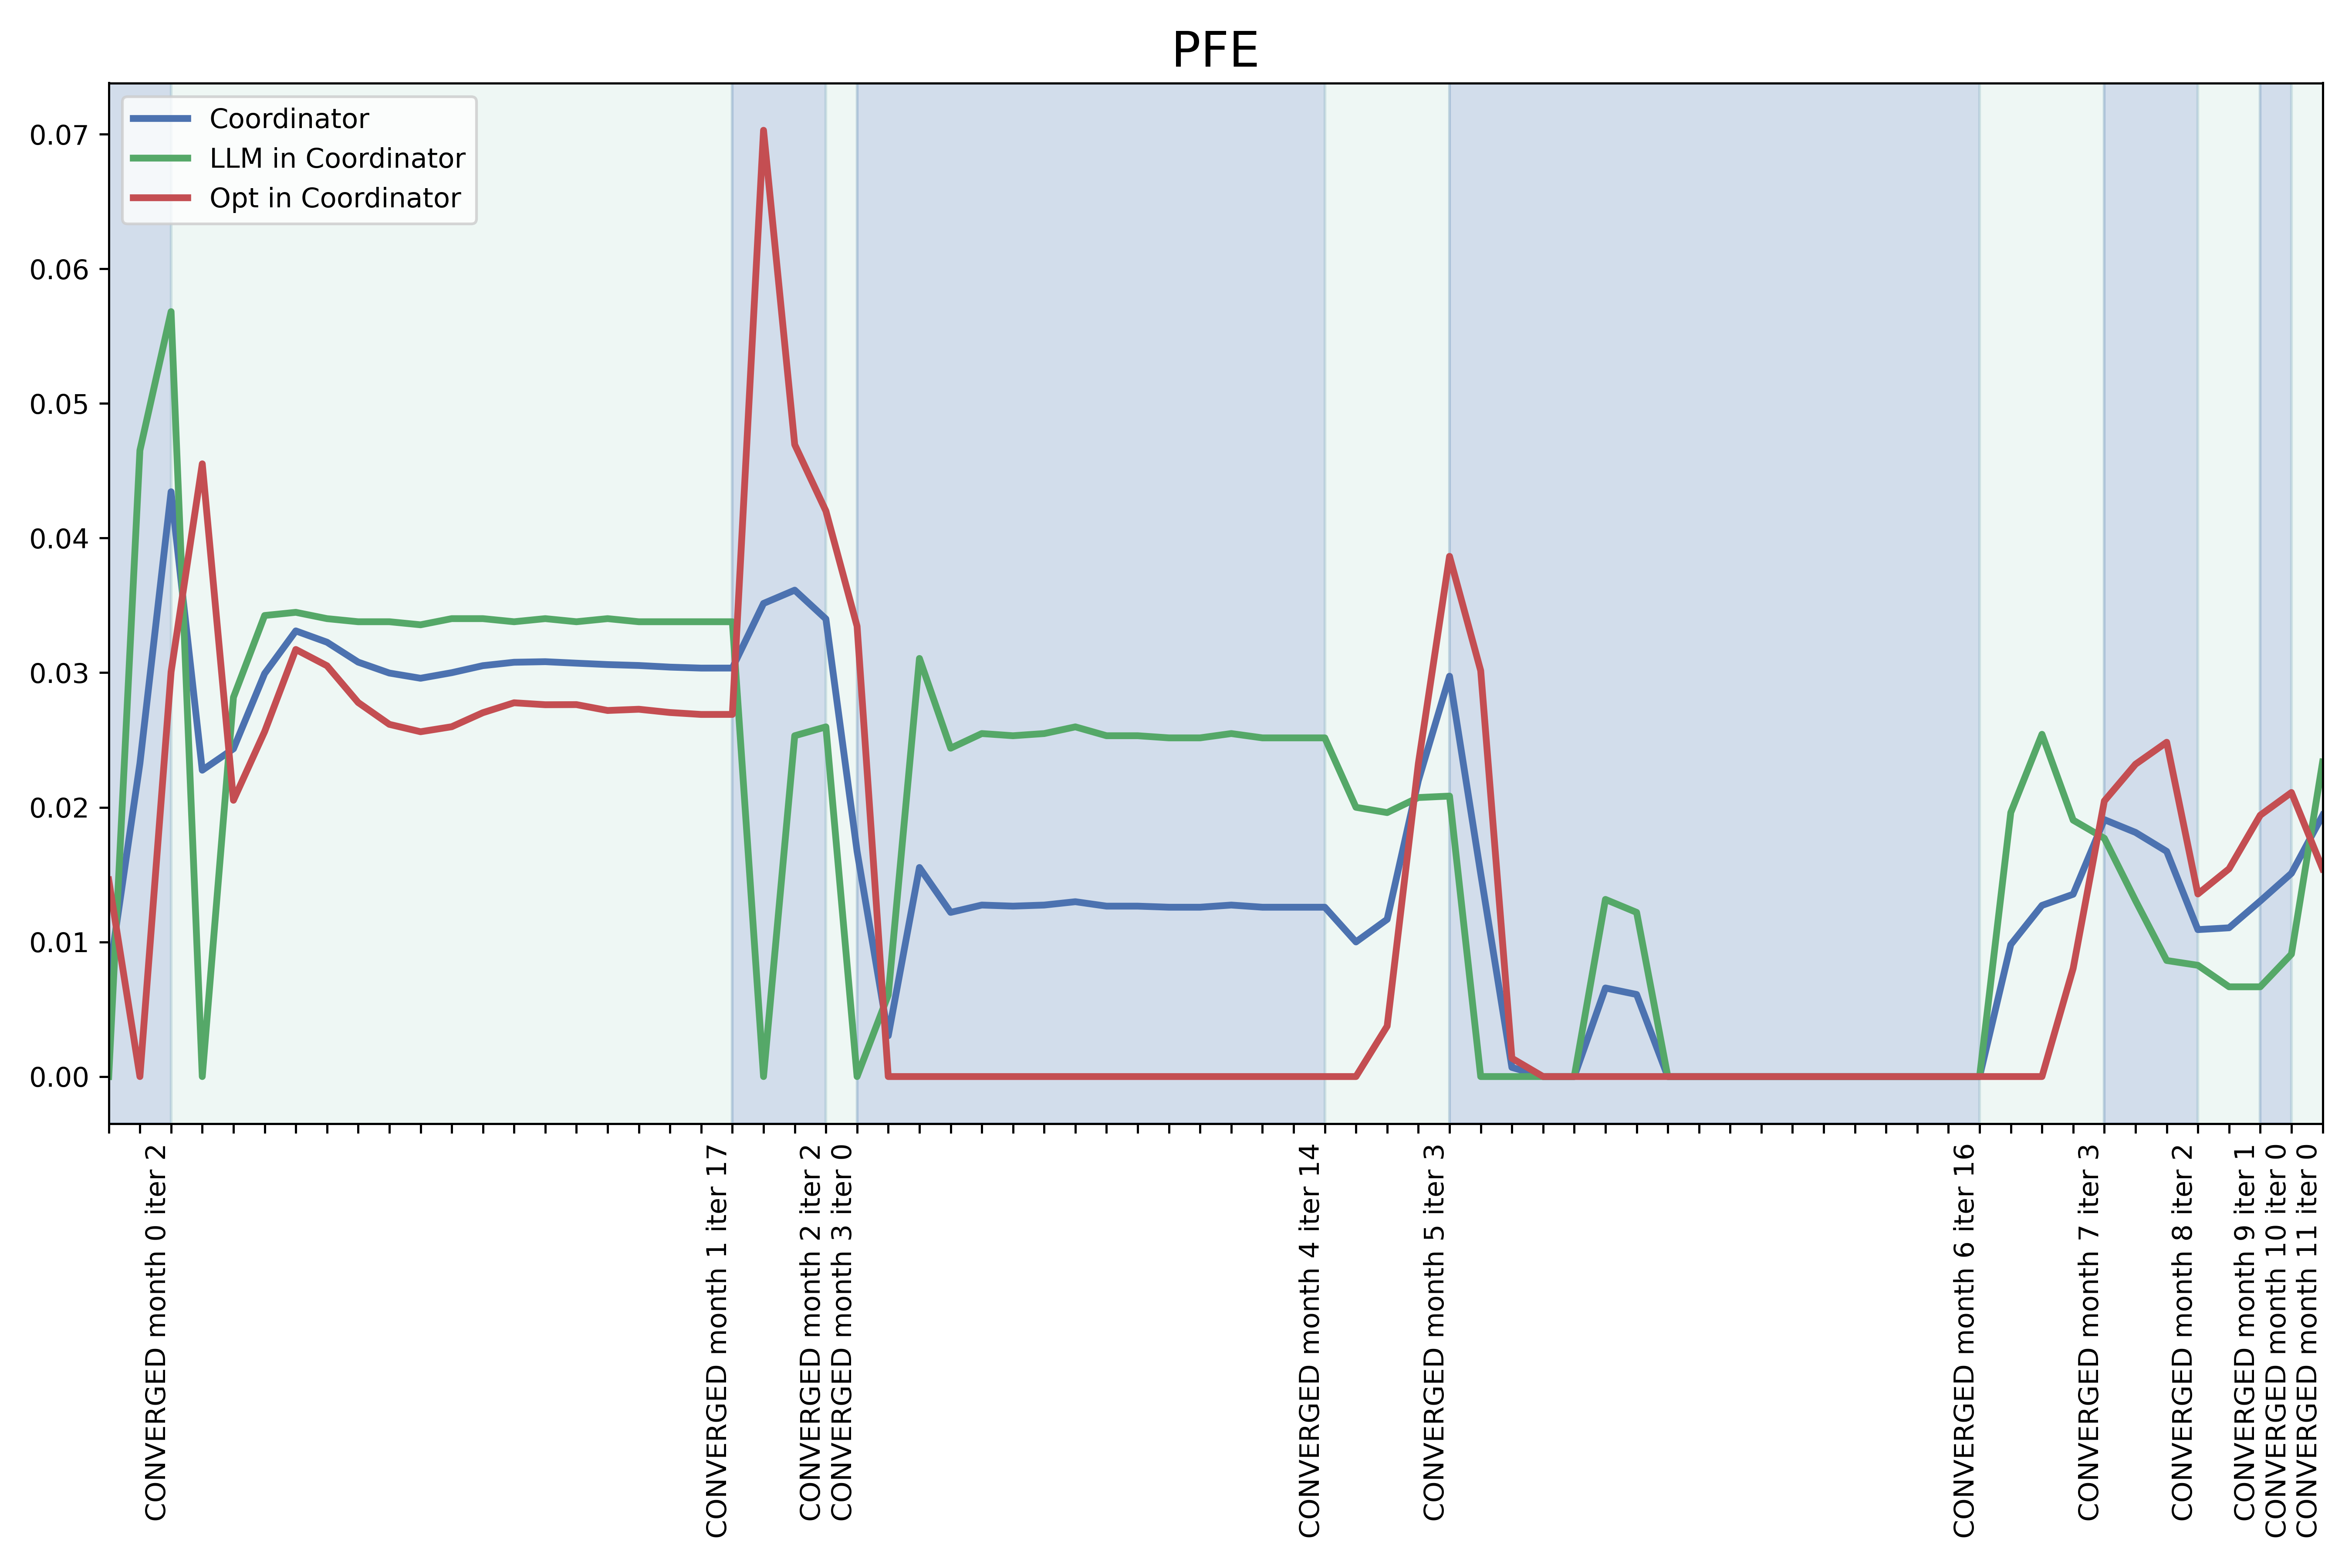 PFE
Coordinator
LLM in Coordinator
Opt in Coordinator
0.07
0.06
0.05
0.04
0.03
0.02
0.01
0.00
CONVERGED month 0 iter 2
CONVERGED month 1 iter 17
CONVERGED month 2 iter 2
CONVERGED month 3 iter 0
CONVERGED month 4 iter 14
CONVERGED month 5 iter 3
CONVERGED month 6 iter 16
CONVERGED month 7 iter 3
CONVERGED month 8 iter 2
CONVERGED month 9 iter 1
CONVERGED month 10 iter 0
CONVERGED month 11 iter 0